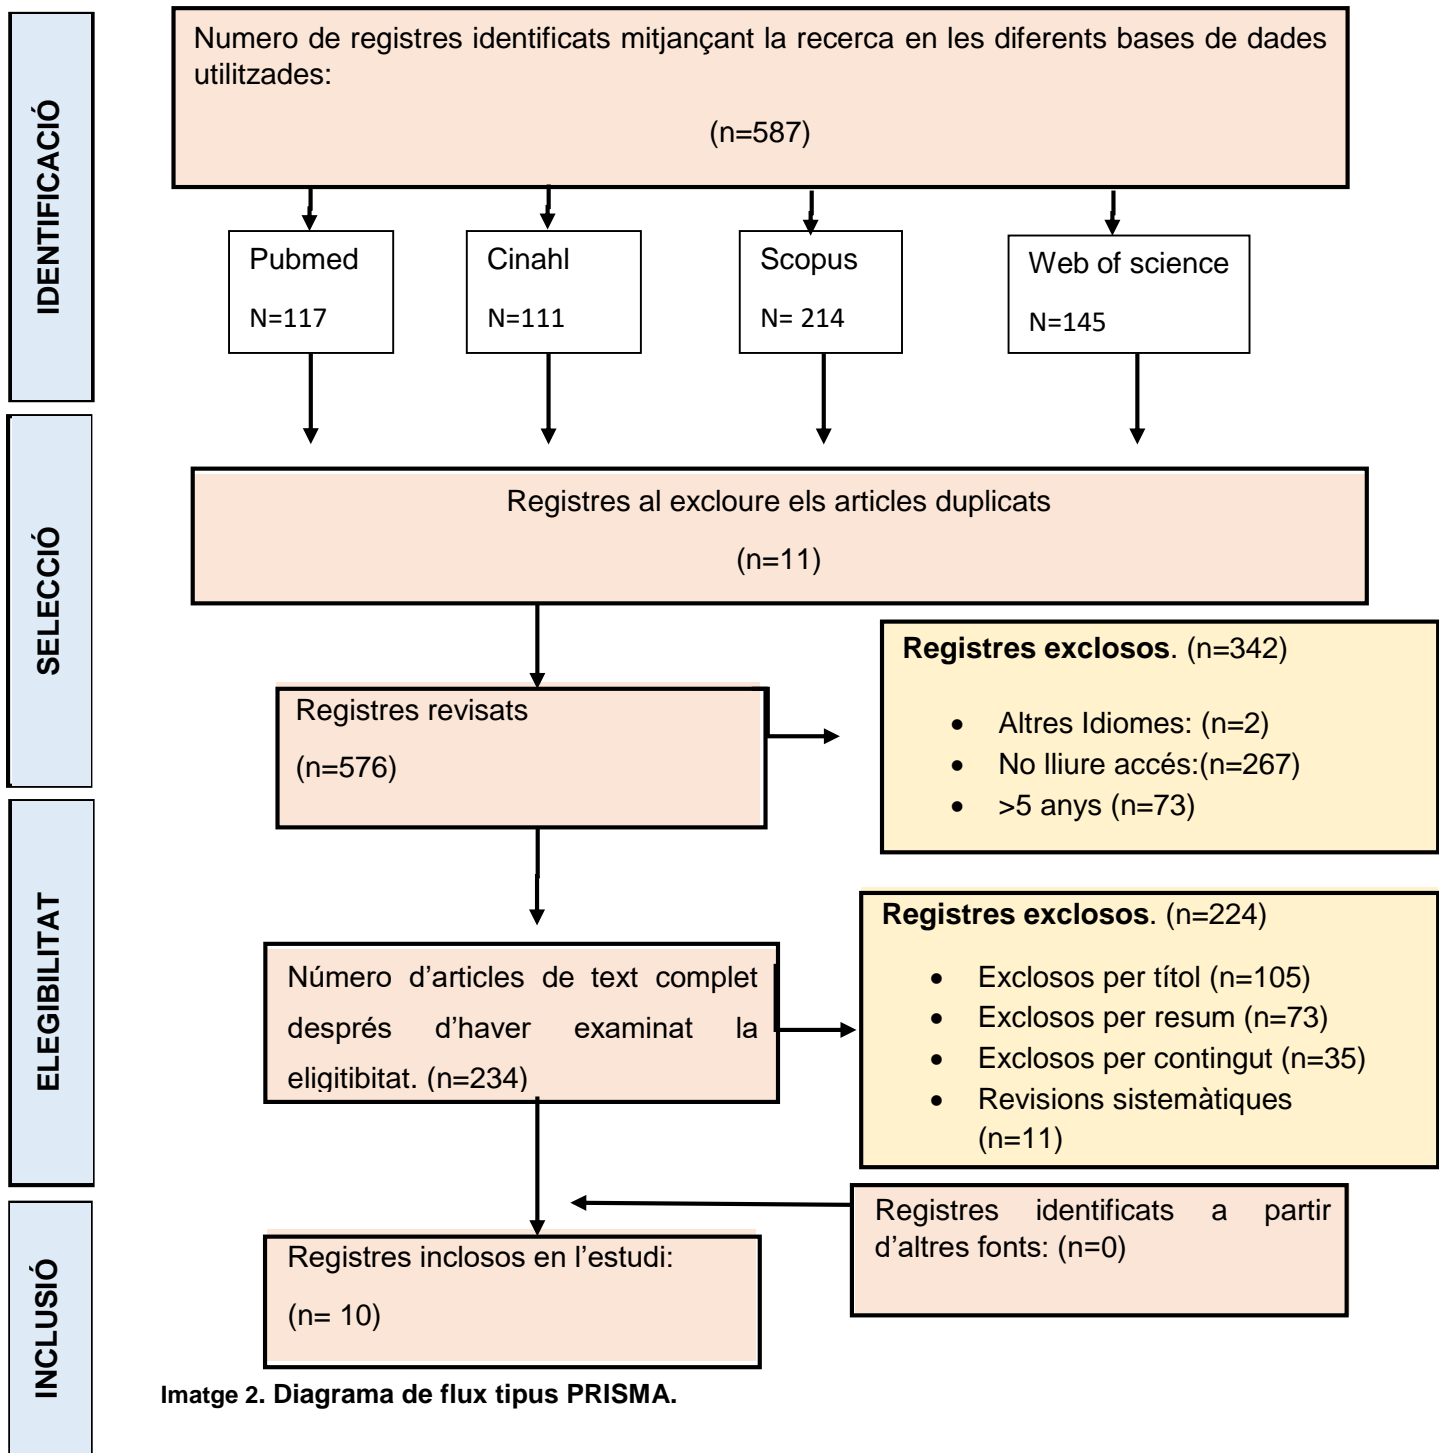 IDENTIFICACIÓ
Numero de registres identificats mitjançant la recerca en les diferents bases de dades
utilitzades:
(n=587)
Pubmed
N=117
Cinahl
N=111
Scopus
N= 214
Web of science
N=145
SELECCIÓ
Registres al excloure els articles duplicats
(n=11)
Registres revisats
(n=576)
Registres exclosos. (n=342)
• Altres Idiomes: (n=2)
• No lliure accés:(n=267)
• >5 anys (n=73)
ELEGIBILITAT
Número d’articles de text complet
després d’haver examinat la
eligitibitat. (n=234)
Registres exclosos. (n=224)
• Exclosos per títol (n=105)
• Exclosos per resum (n=73)
• Exclosos per contingut (n=35)
• Revisions sistemàtiques
(n=11)
INCLUSIÓ
Registres identificats a partir
d’altres fonts: (n=0)
Registres inclosos en l’estudi:
(n= 10)
Imatge 2. Diagrama de flux tipus PRISMA.